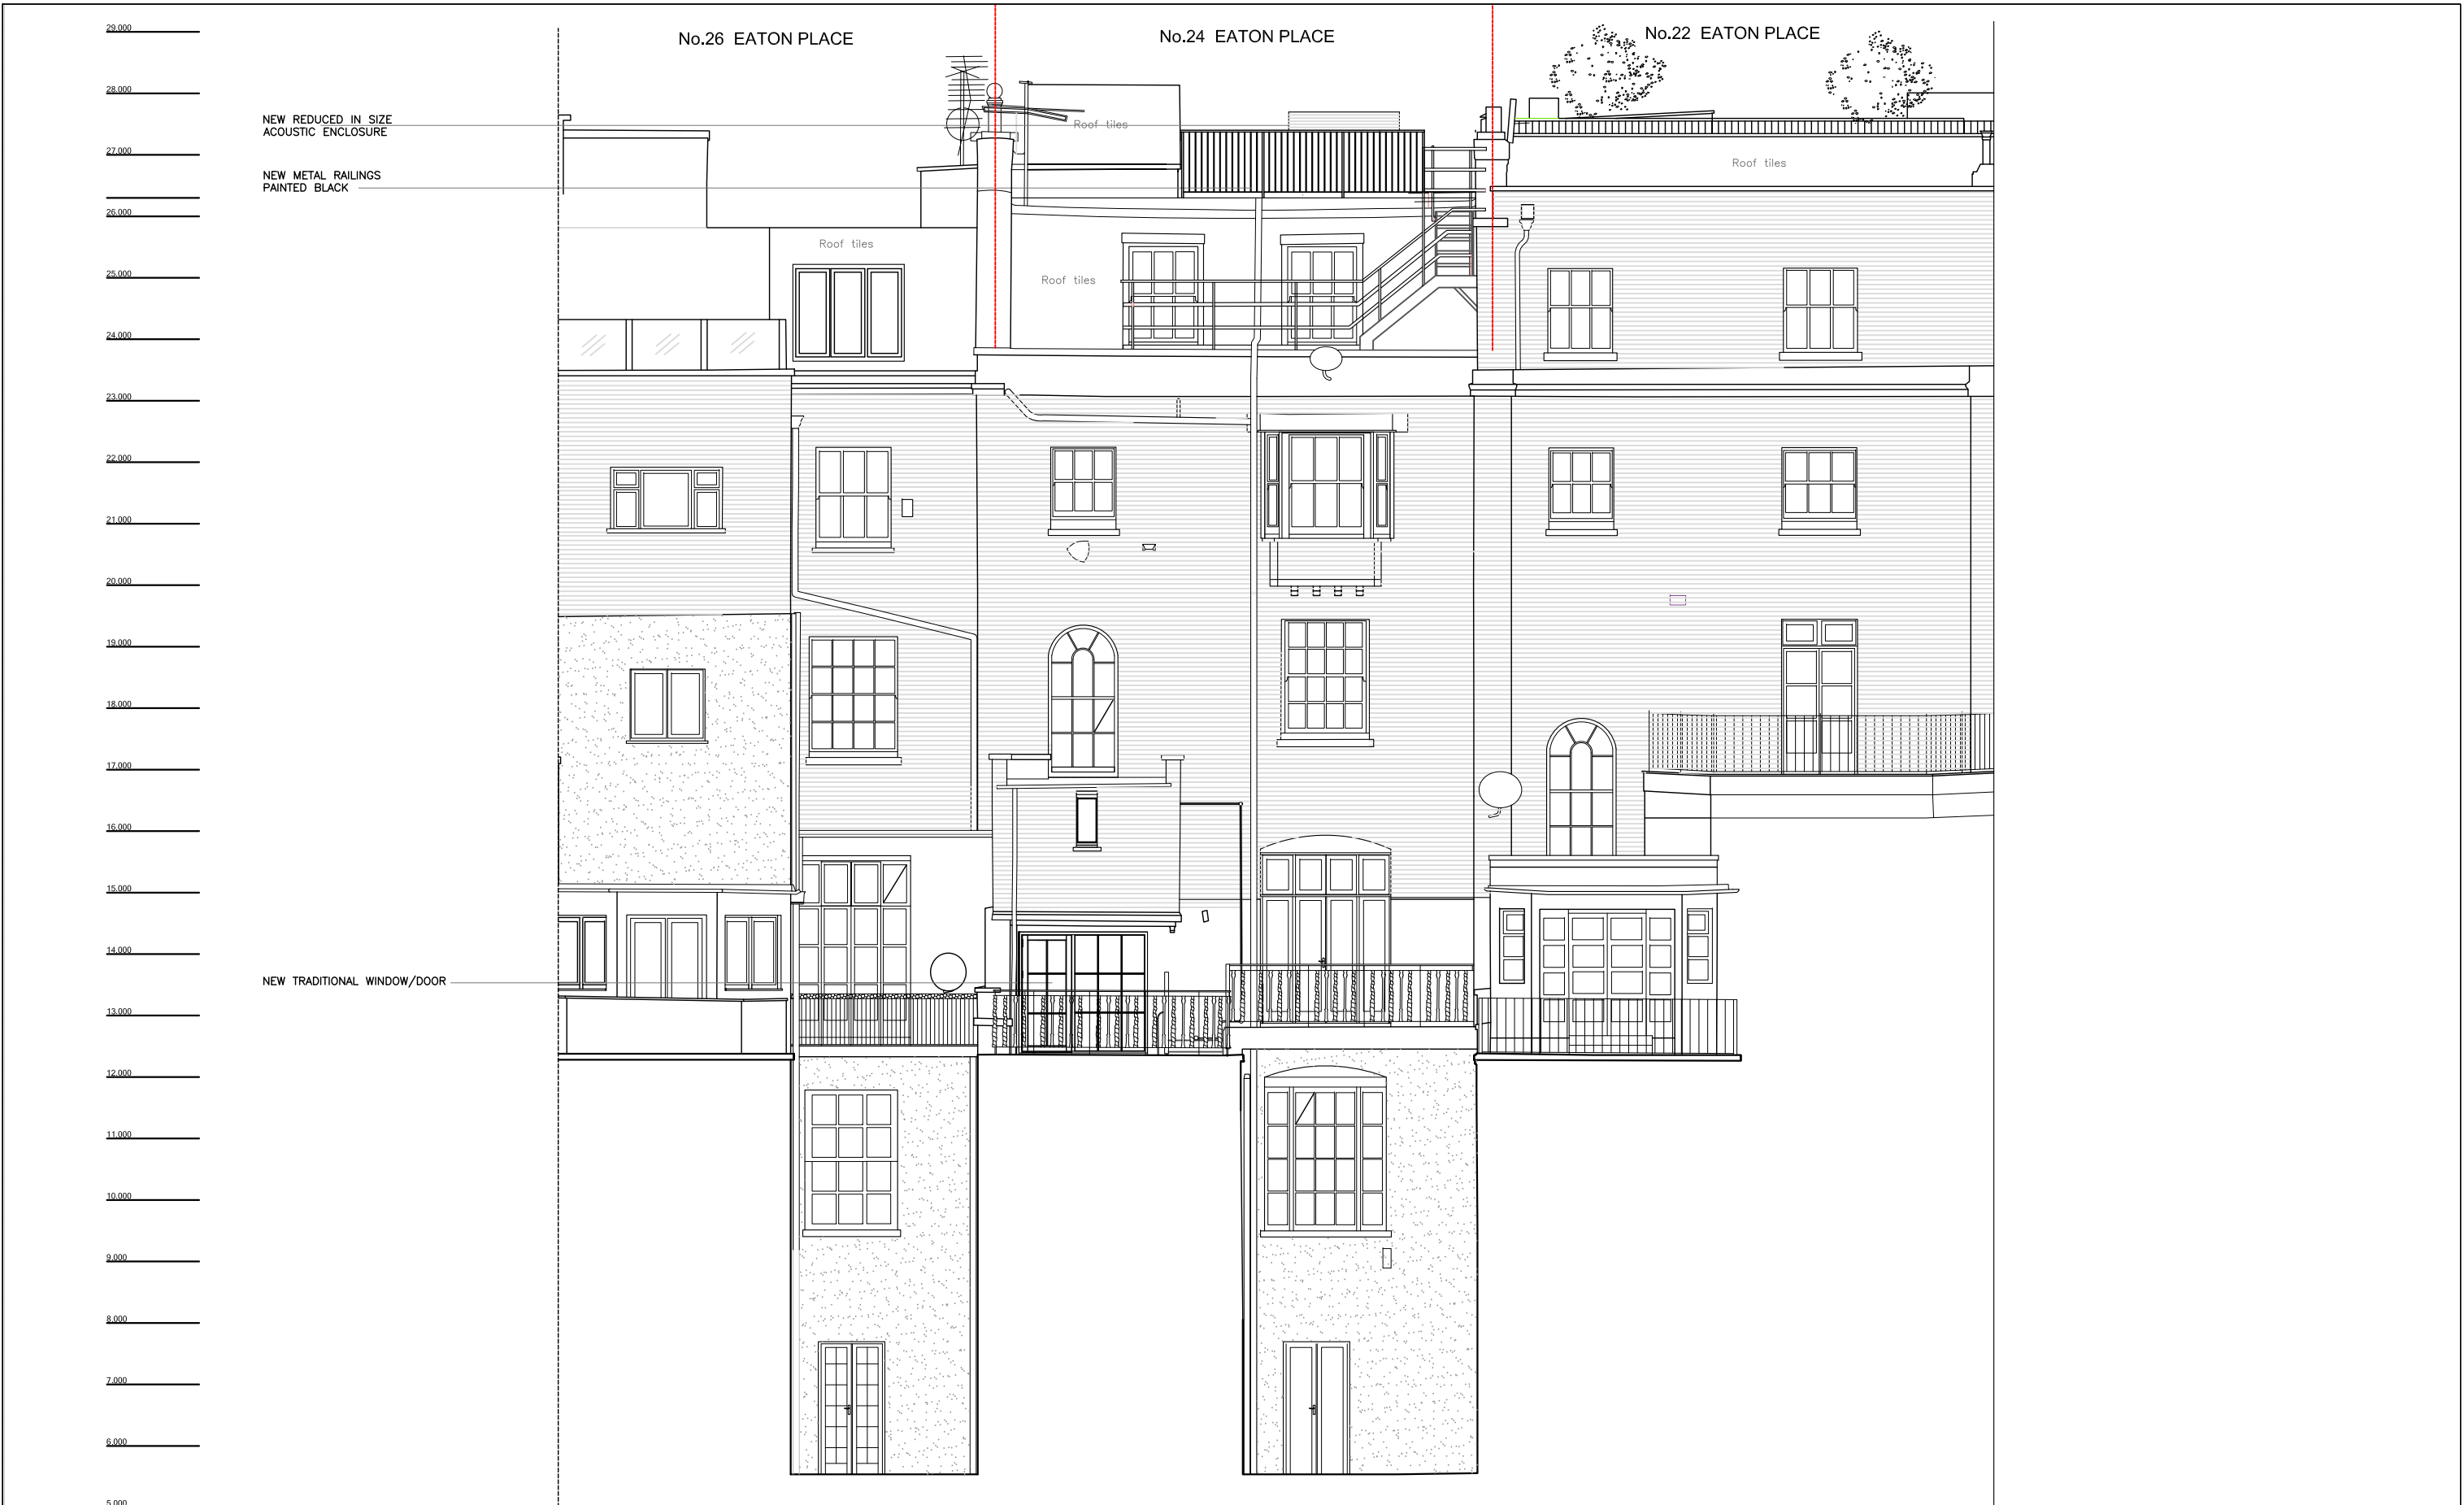 29.000
No.26 EATON PLACE
No.24 EATON PLACE
No.22 EATON PLACE
28.000
NEW REDUCED IN SIZE
ACOUSTIC ENCLOSURE
Roof tiles
27.000
Roof tiles
NEW METAL RAILINGS
PAINTED BLACK
26.000
Roof tiles
25.000
Roof tiles
24.000
23.000
22.000
21.000
20.000
19.000
18.000
17.000
16.000
15.000
14.000
NEW TRADITIONAL WINDOW/DOOR
13.000
12.000
11.000
10.000
9.000
8.000
7.000
6.000
5.000